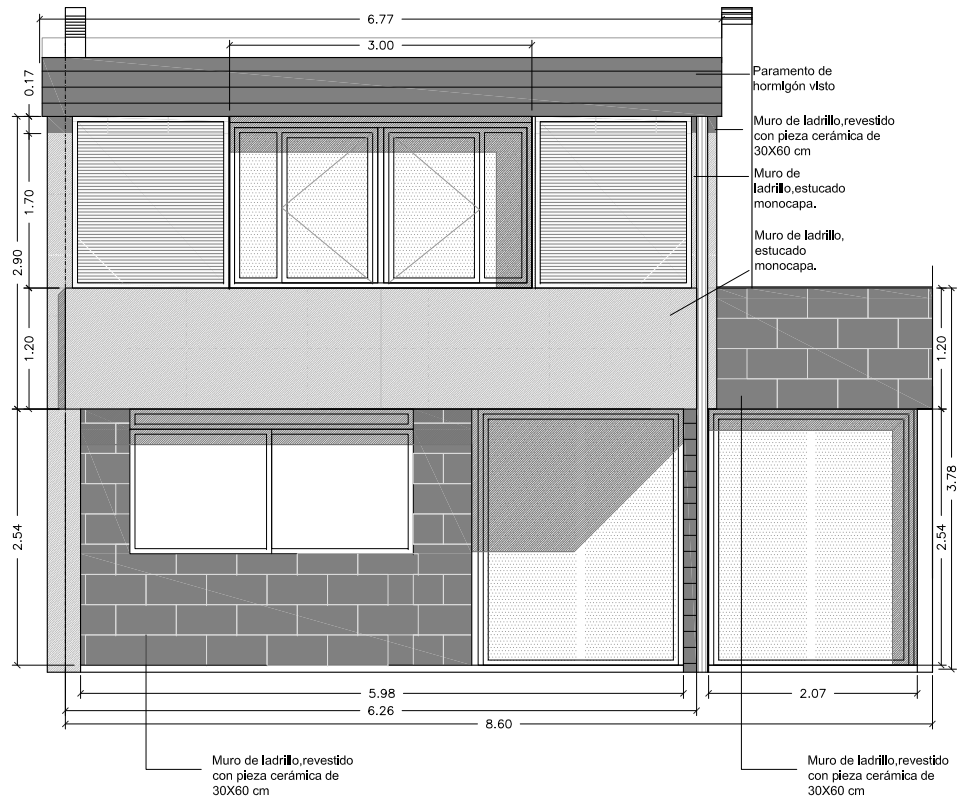 6.77
3.00
0.17
Paramento de
hormigón visto
Muro de ladrillo,revestido
con pieza cerámica de
30X60 cm
Muro de
ladrillo,estucado
monocapa.
Muro de ladrillo,
estucado
monocapa.
1.70
2.90
1.20
1.20
3.78
2.54
2.54
5.98
2.07
6.26
8.60
Muro de ladrillo,revestido
con pieza cerámica de
30X60 cm
Muro de ladrillo,revestido
con pieza cerámica de
30X60 cm